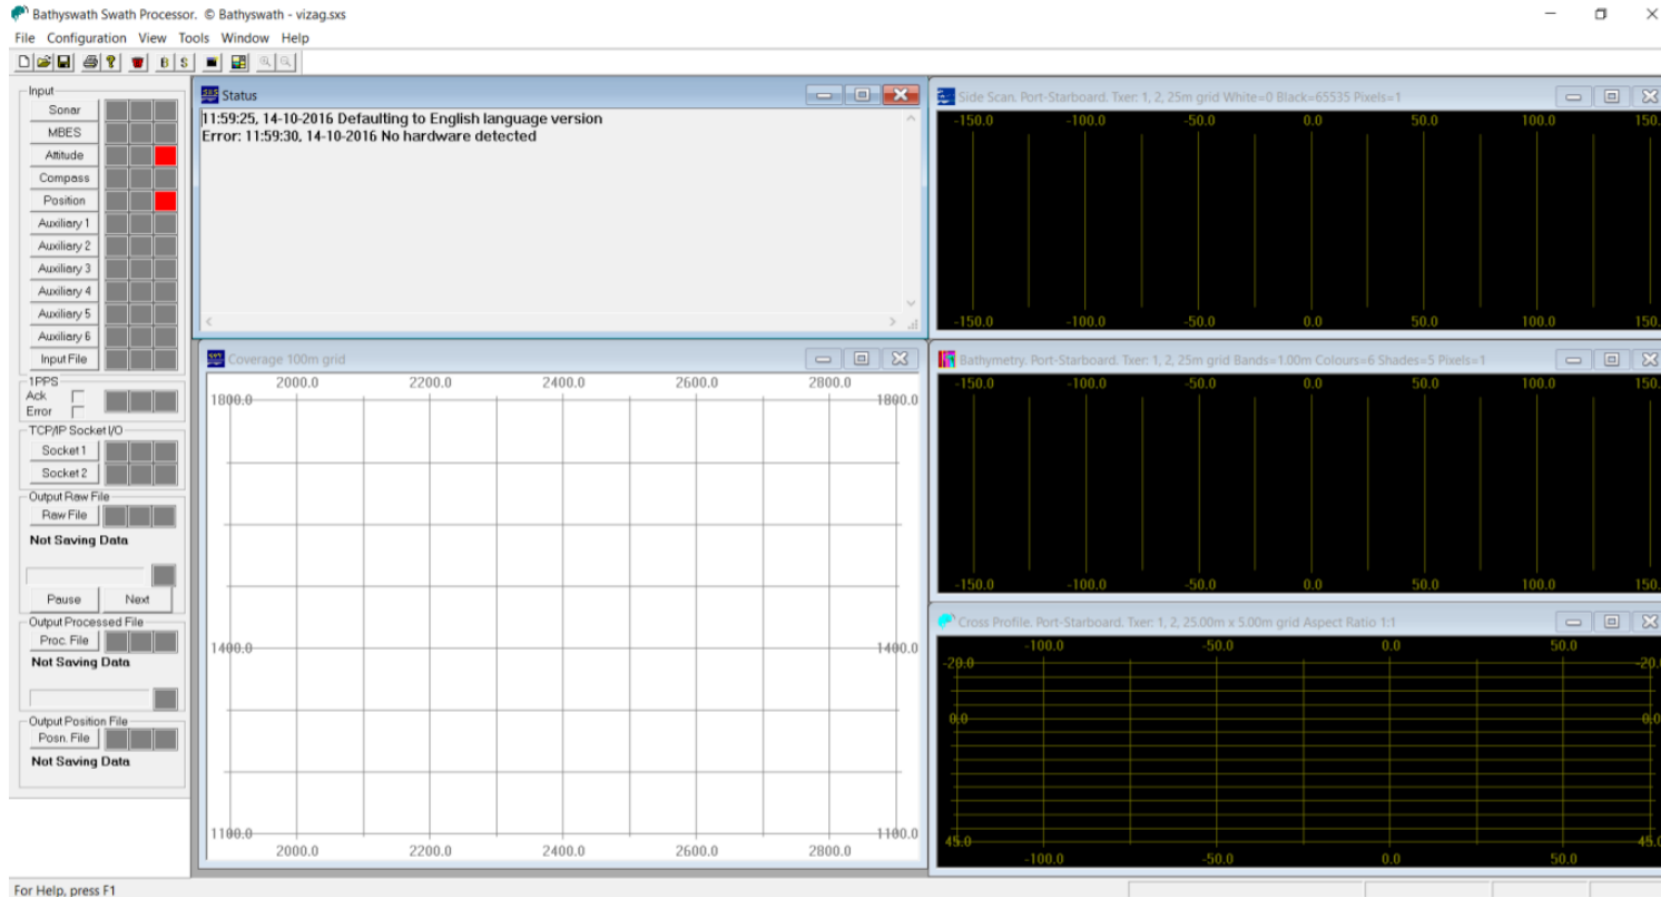 Bathyswath Swath Processor. © Bathyswath - vizag.sxs
File Configuration View Tools Window Help
Input
Sonar
MBES
Attitude
Compass
Position
Auxiliary 1
Auxiliary 2
Auxiliary 3
Auxiliary 4
Auxiliary 5
Auxiliary 6
Input File
1PPS
Ack
Error
TCP/IP Socket I/O
Socket 1
Socket 2
Output Raw File
Raw File
Not Saving Data
Pause Next
Output Processed File
Proc. File
Not Saving Data
Output Position File
Posn. File
Not Saving Data
Status
11:59:25, 14-10-2016 Defaulting to English language version
Error: 11:59:30, 14-10-2016 No hardware detected
Coverage 100m grid
2000.0 2200.0 2400.0 2600.0 2800.0
1800.0 1800.0
1400.0 1400.0
1100.0 1100.0
2000.0 2200.0 2400.0 2600.0 2800.0
Side Scan. Port-Starboard. Txer: 1, 2, 25m grid White=0 Black=65535 Pixels=1
-150.0 -100.0 -50.0 0.0 50.0 100.0 150.
-150.0 -100.0 -50.0 0.0 50.0 100.0 150.
Bathymetry. Port-Starboard. Txer: 1, 2, 25m grid Bands=1.00m Colours=6 Shades=5 Pixels=1
-150.0 -100.0 -50.0 0.0 50.0 100.0 150.
-150.0 -100.0 -50.0 0.0 50.0 100.0 150.
Cross Profile. Port-Starboard. Txer: 1, 2, 25.00m x 5.00m grid Aspect Ratio 1:1
-100.0 -50.0 0.0 50.0
-20.0 -20.
0.0 0.0
45.0 45.
-100.0 -50.0 0.0 50.0
For Help, press F1